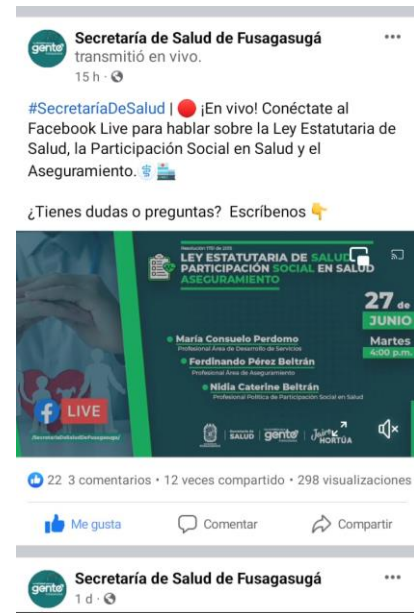 Secretaría de Salud de Fusagasugá
transmitió en vivo.
15 h
#SecretaríaDeSalud | ¡En vivo! Conéctate al
Facebook Live para hablar sobre la Ley Estatutaria de
Salud, la Participación Social en Salud y el
Aseguramiento.
¿Tienes dudas o preguntas? Escríbenos
LEY ESTATUTARIA DE SALUD
PARTICIPACIÓN SOCIAL EN SALUD
ASEGURAMIENTO
27 de
JUNIO
Martes
4:00 p.m.
María Consuelo Perdomo
Profesional Área de Desarrollo de Servicios
Ferdinando Pérez Beltrán
Profesional Área de Aseguramiento
Nidia Caterine Beltrán
Profesional Política de Participación Social en Salud
LIVE
/SecretariadeSaluddeFusagasuga/
SALUD
gente
HORTÚA
22 3 comentarios • 12 veces compartido • 298 visualizaciones
Me gusta
Comentar
Compartir
gente
Secretaría de Salud de Fusagasugá
1 d